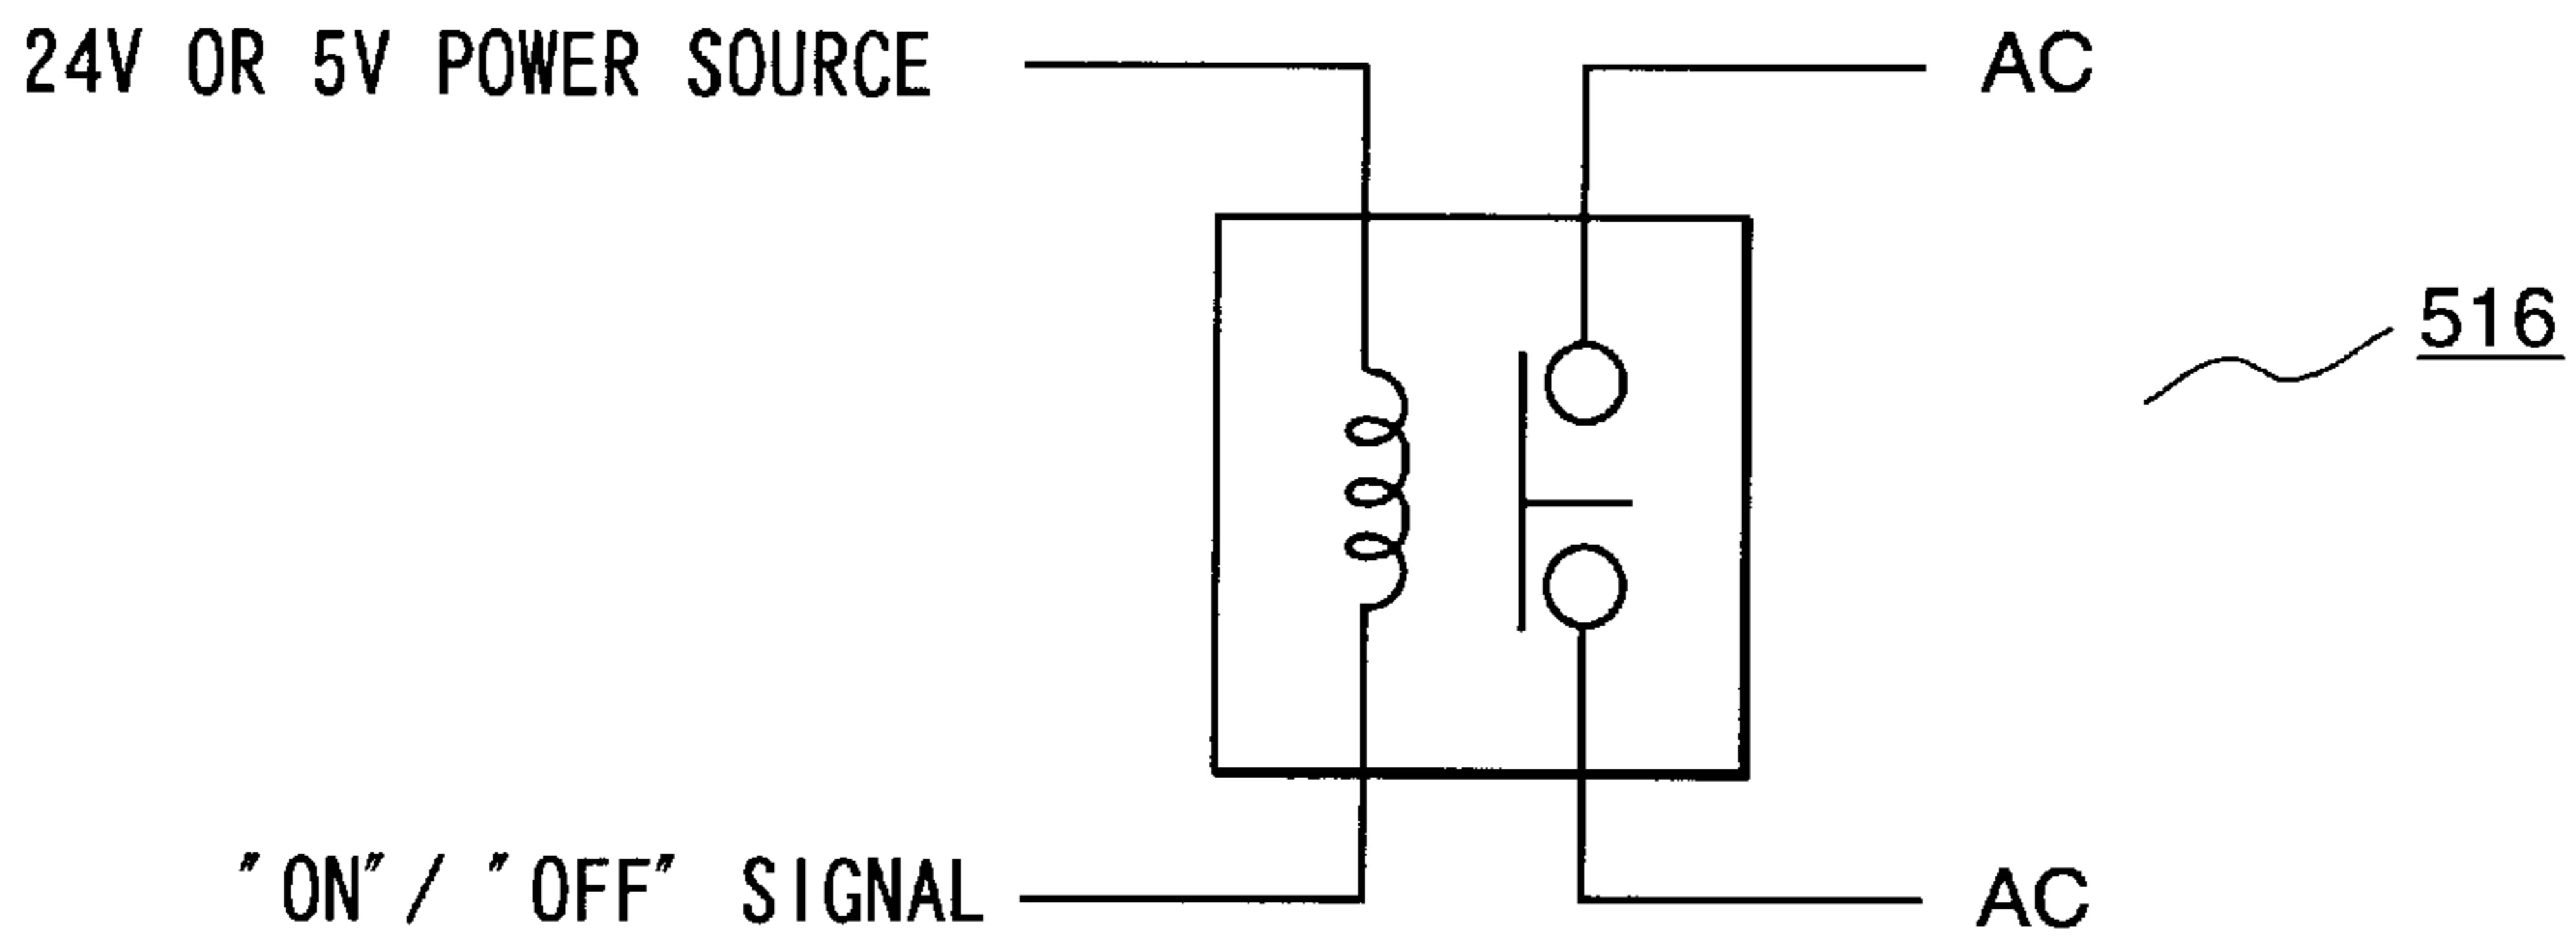 24V OR 5V POWER SOURCE
AC
516
"ON"/ "OFF" SIGNAL
AC